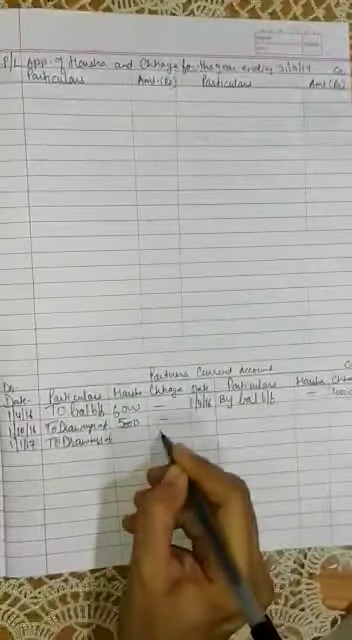 P/L App. of Harsha and Chhaya for the year ending 31/3/17 Cr.
Particulars Amt.(Rs) Particulars Amt.(Rs)
Partners Current Account
Dr.
Date Particulars Harsha Chhaya Date Particulars Harsha
1/4/16 To bal b/d 6000 — 1/4/16 By bal b/d —
1/10/16 To Drawings 500
1/1/17 To Drawings